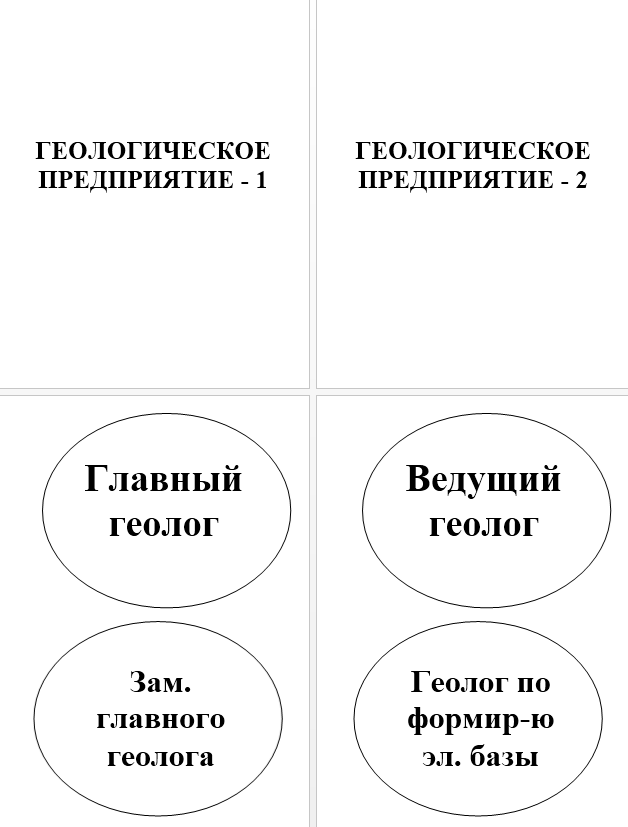 ГЕОЛОГИЧЕСКОЕ
ПРЕДПРИЯТИЕ - 1
ГЕОЛОГИЧЕСКОЕ
ПРЕДПРИЯТИЕ - 2
Главный
геолог
Ведущий
геолог
Зам.
главного
геолога
Геолог по
формир-ю
эл. базы